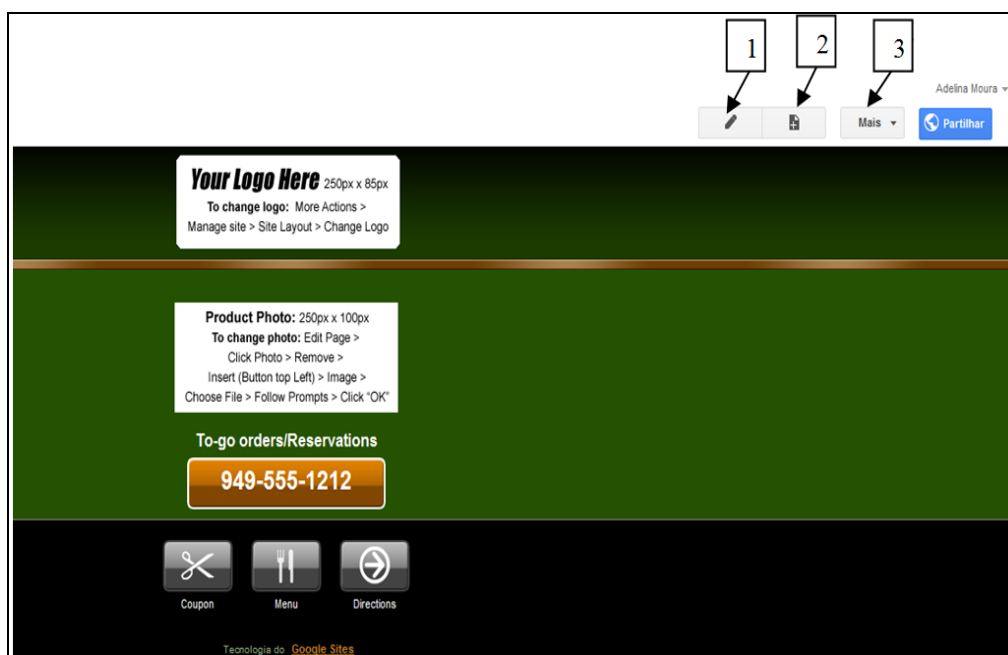 1
2
3
Adelina Moura
Mais
Partilhar
Your Logo Here 250px x 85px
To change logo: More Actions >
Manage site > Site Layout > Change Logo
Product Photo: 250px x 100px
To change photo: Edit Page >
Click Photo > Remove >
Insert (Button top Left) > Image >
Choose File > Follow Prompts > Click “OK”
To-go orders/Reservations
949-555-1212
Coupon
Menu
Directions
Tecnologia do Google Sites